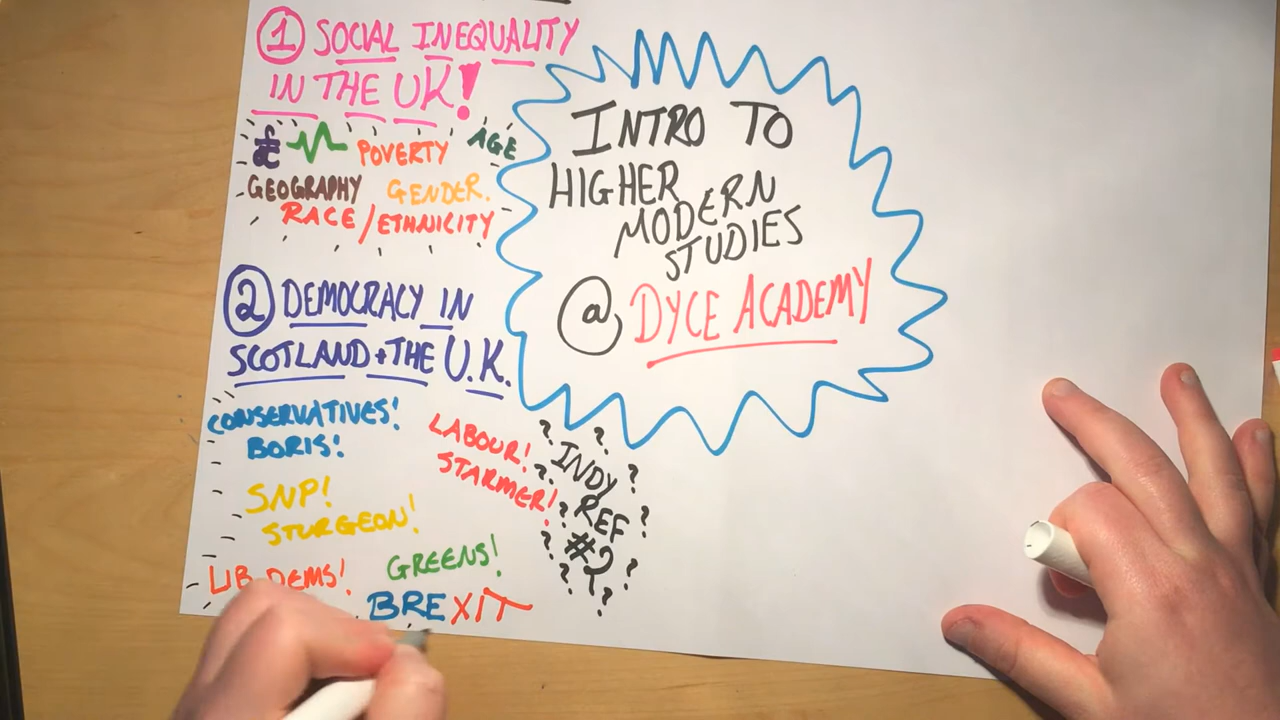 ① SOCIAL INEQUALITY
IN THE UK!
£
POVERTY
AGE
GEOGRAPHY
GENDER.
RACE/ETHNICITY
② DEMOCRACY IN
SCOTLAND + THE U.K.
CONSERVATIVES!
BORIS!
LABOUR!
STARMER!
SNP!
STURGEON!
LIB DEMS!
GREENS!
BREXIT
? ? INDY ? ?
? REF ?
? #2 ?
? ? ? ?
INTRO TO
HIGHER
MODERN
STUDIES
@ DYCE ACADEMY